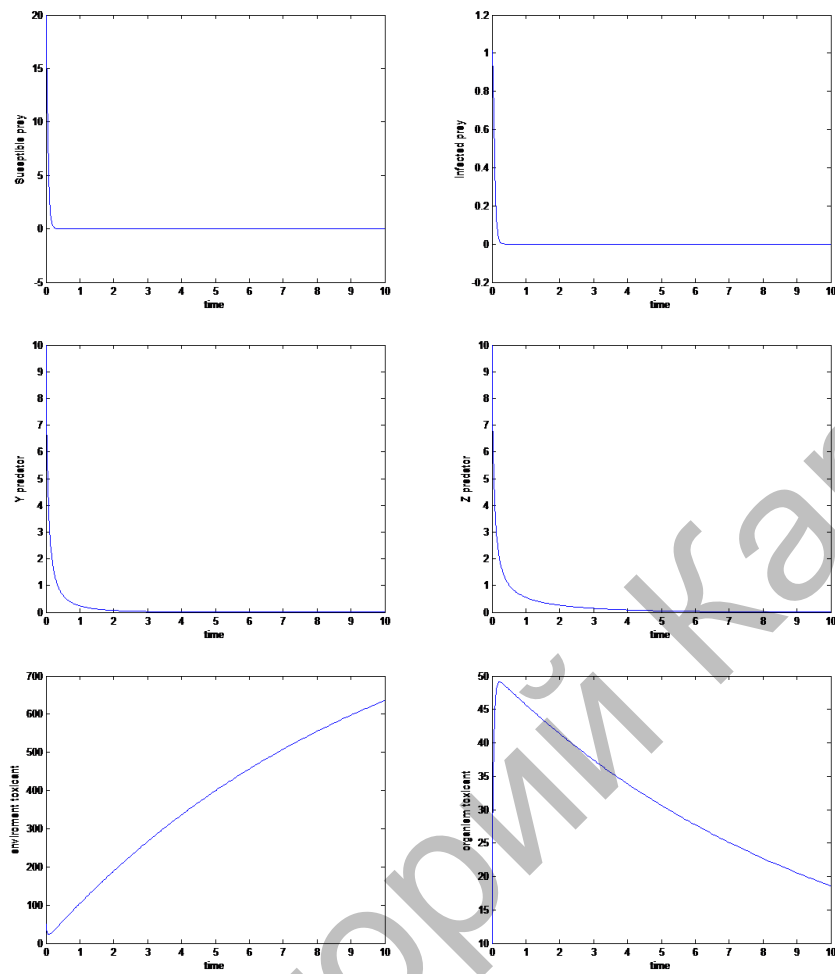 20
15
10
5
0
-5
0 1 2 3 4 5 6 7 8 9 10
Suseptible prey
time
1.2
1
0.8
0.6
0.4
0.2
0
-0.2
0 1 2 3 4 5 6 7 8 9 10
Infected prey
time
10
9
8
7
6
5
4
3
2
1
0
0 1 2 3 4 5 6 7 8 9 10
Y predator
time
10
9
8
7
6
5
4
3
2
1
0
0 1 2 3 4 5 6 7 8 9 10
Z predator
time
700
600
500
400
300
200
100
0
0 1 2 3 4 5 6 7 8 9 10
enviroment toxicant
time
50
45
40
35
30
25
20
15
10
0 1 2 3 4 5 6 7 8 9 10
organism toxicant
time
орий Ка